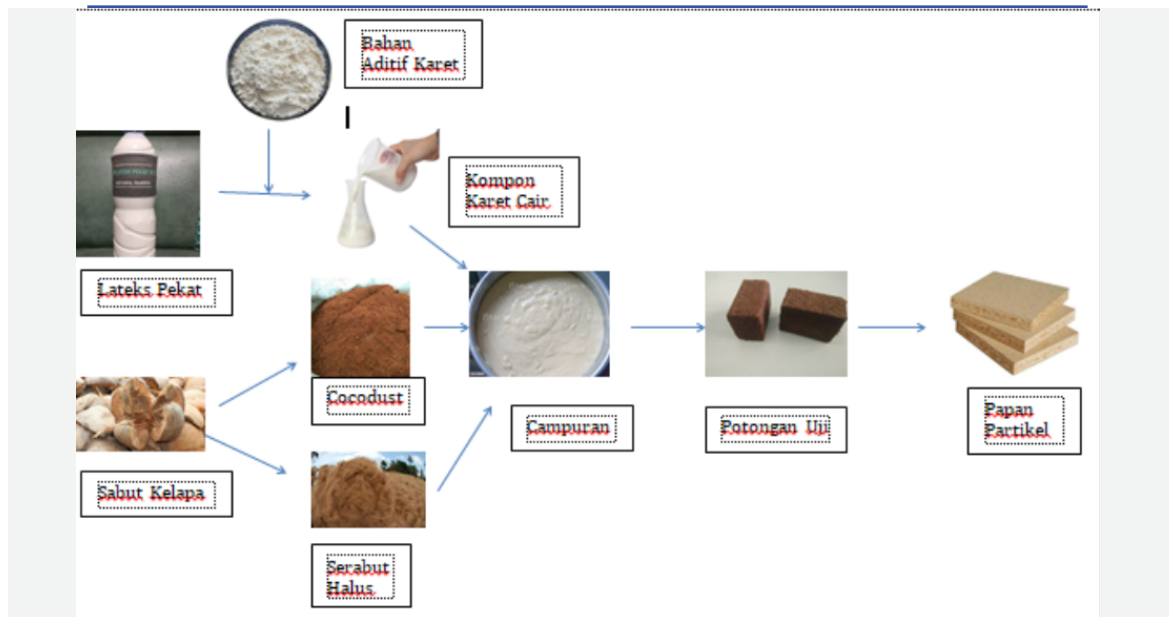 Bahan
Aditif Karet
Kompon
Karet Cair
Lateks Pekat
Cocodust
Campuran
Potongan Uji
Papan
Partikel
Sabut Kelapa
Serabut
Halus